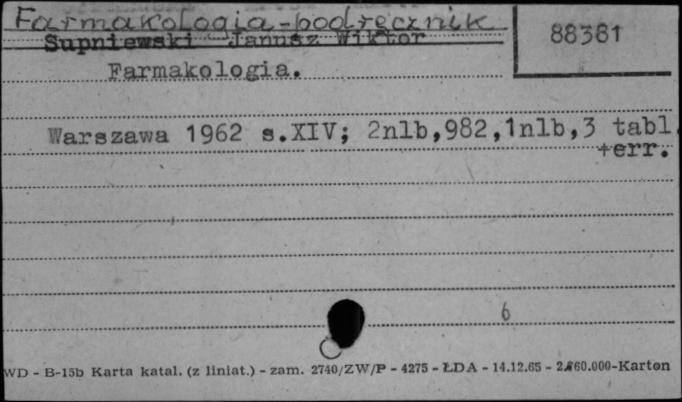 Farmakologia - podręcznik
88381
Supniewski Janusz Wiktor
Farmakologia.
Warszawa 1962 s.XIV; 2nlb,982,1nlb,3 tabl.
+err.
6
WD - B-15b Karta katal. (z liniat.) - zam. 2740/ZW/P - 4275 - ŁDA - 14.12.65 - 2.860.000-Karton